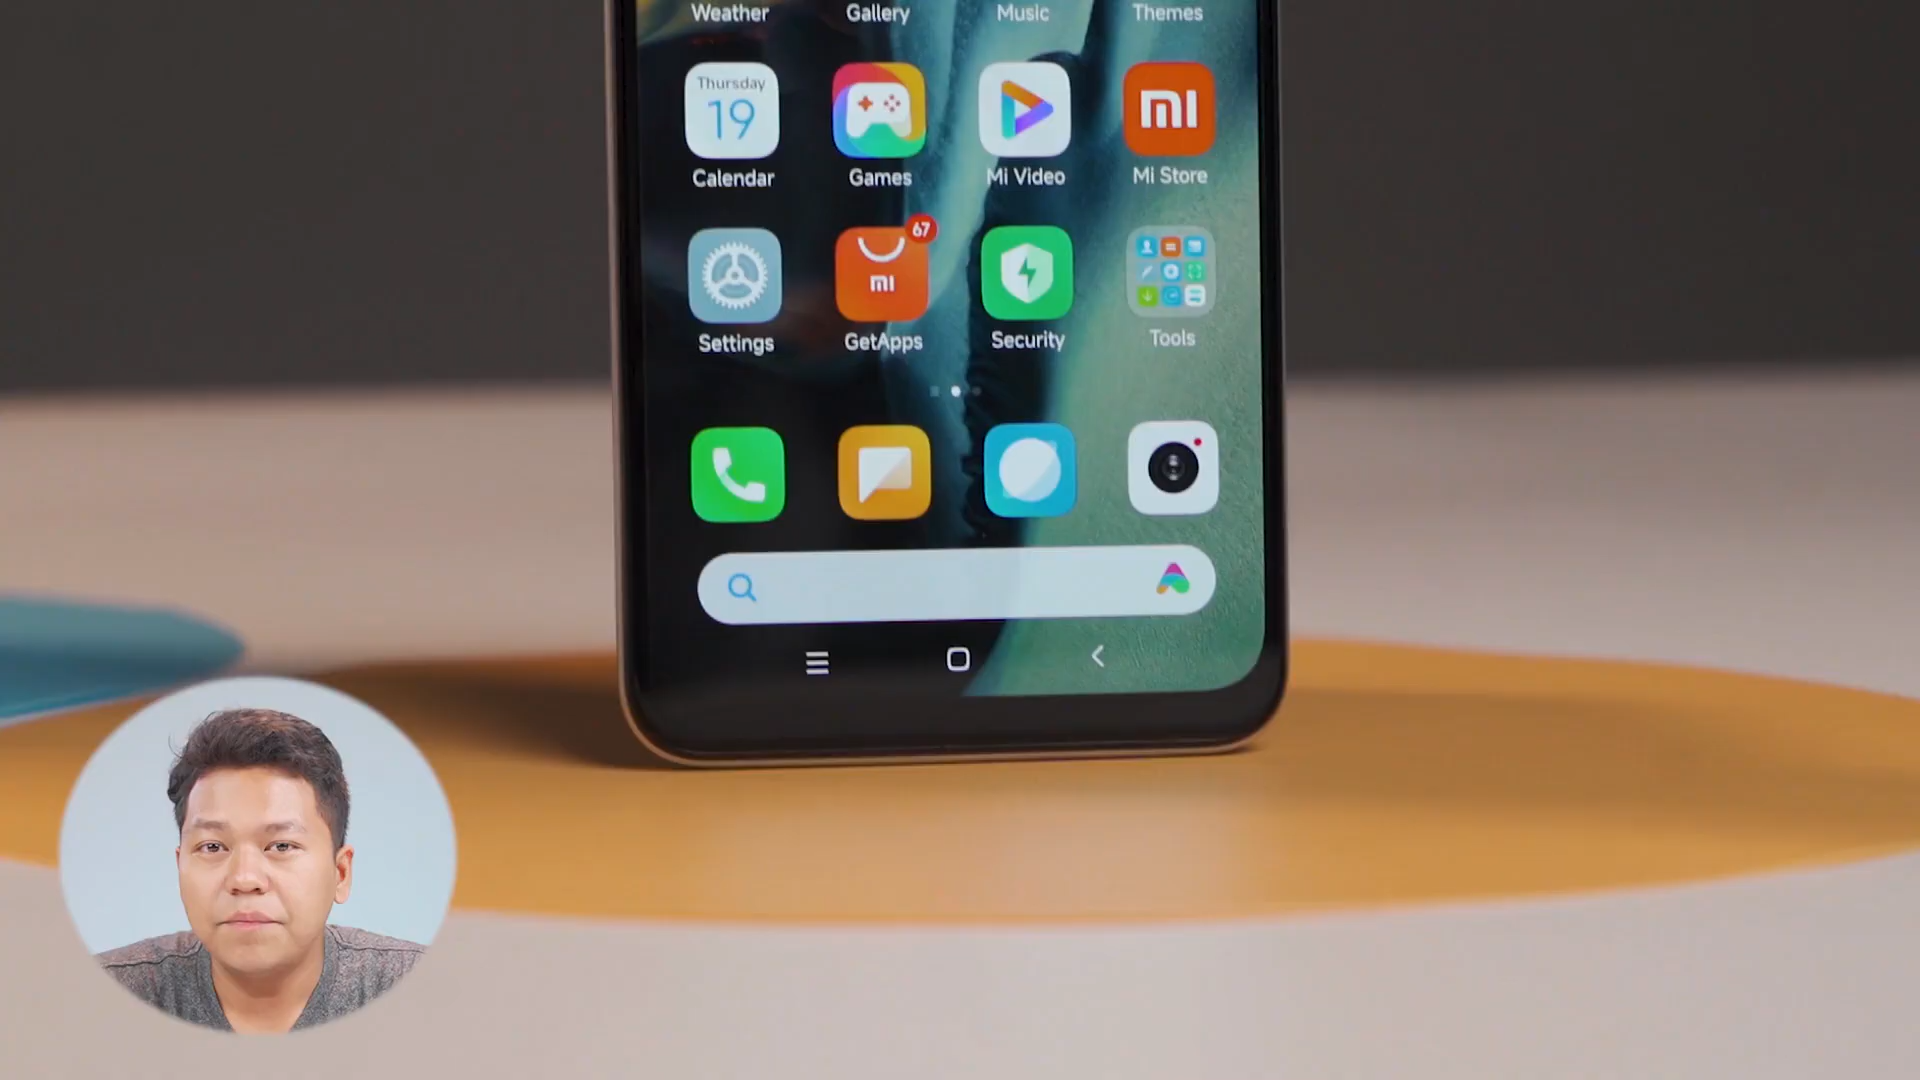 Weather Gallery Music Themes
Thursday
19
mi
Calendar Games Mi Video Mi Store
67
mi
Settings GetApps Security Tools